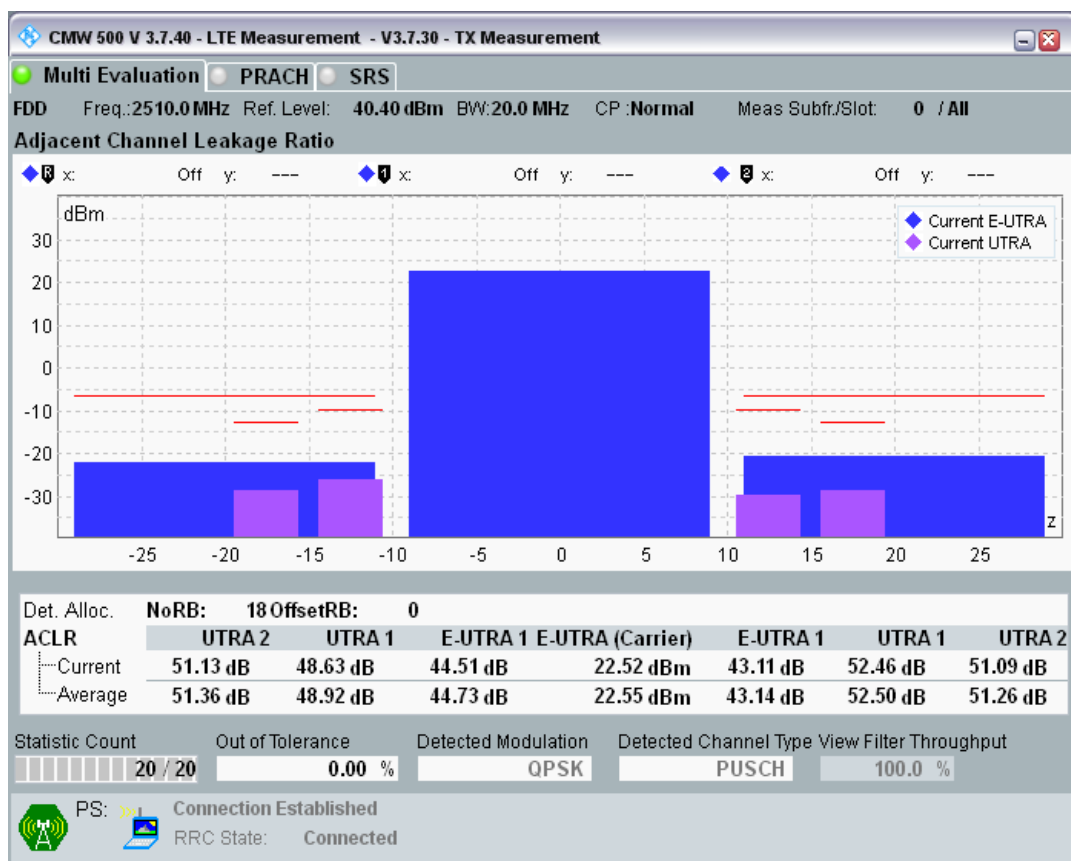 CMW 500 V 3.7.40 - LTE Measurement - V3.7.30 - TX Measurement
Multi Evaluation PRACH SRS
FDD Freq.:2510.0 MHz Ref. Level: 40.40 dBm BW:20.0 MHz CP :Normal Meas Subfr./Slot: 0 / All
Adjacent Channel Leakage Ratio
R x: Off y: --- 1 x: Off y: --- 2 x: Off y: ---
dBm
Current E-UTRA
Current UTRA
30
20
10
0
-10
-20
-30
z
-25 -20 -15 -10 -5 0 5 10 15 20 25
Det. Alloc. NoRB: 18 OffsetRB: 0
ACLR UTRA 2 UTRA 1 E-UTRA 1 E-UTRA (Carrier) E-UTRA 1 UTRA 1 UTRA 2
Current 51.13 dB 48.63 dB 44.51 dB 22.52 dBm 43.11 dB 52.46 dB 51.09 dB
Average 51.36 dB 48.92 dB 44.73 dB 22.55 dBm 43.14 dB 52.50 dB 51.26 dB
Statistic Count Out of Tolerance Detected Modulation Detected Channel Type View Filter Throughput
20 / 20 0.00 % QPSK PUSCH 100.0 %
PS: Connection Established
RRC State: Connected